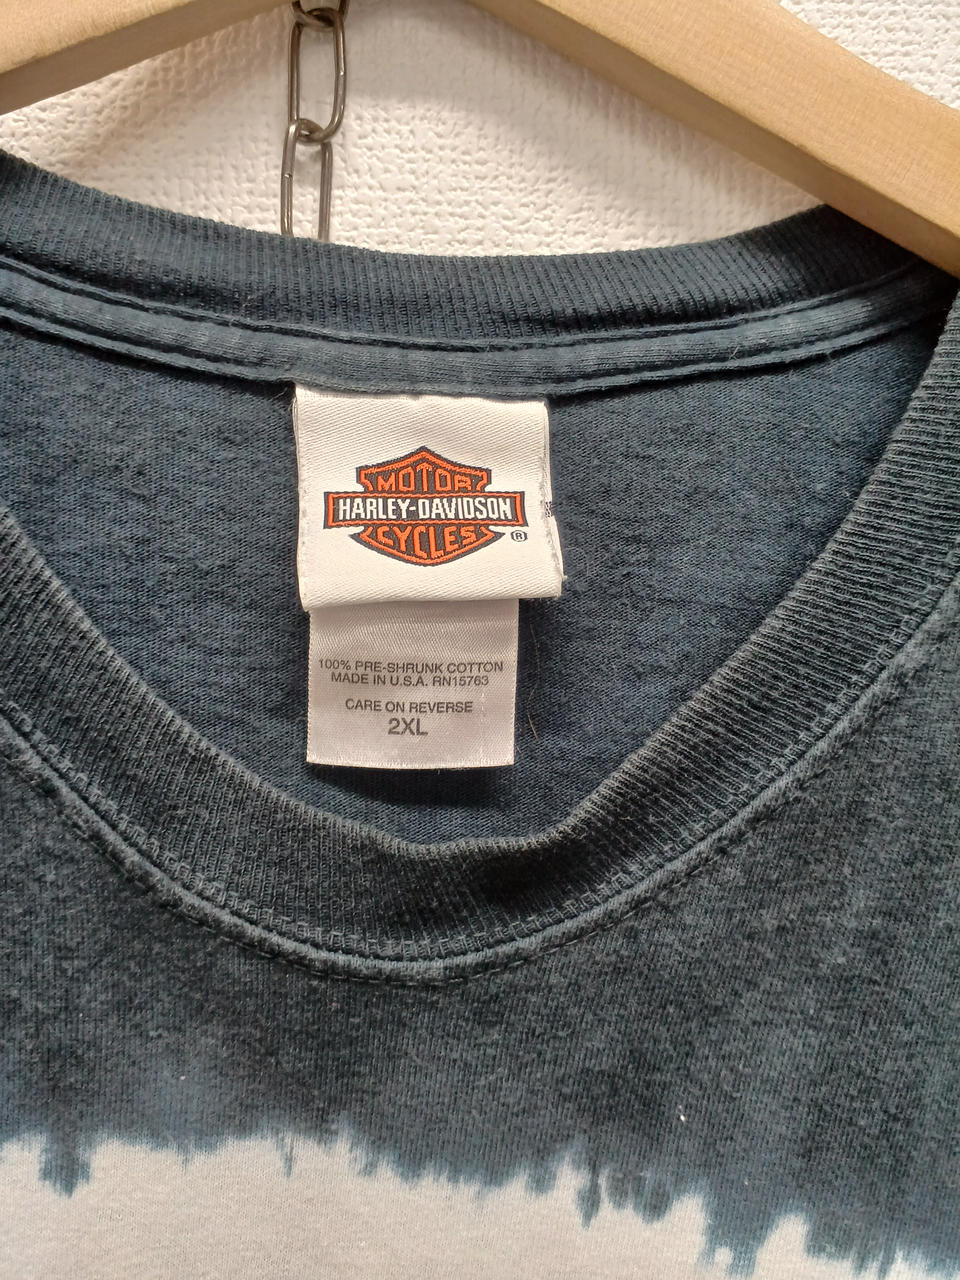 MOTOR
HARLEY-DAVIDSON
CYCLES ®
100% PRE-SHRUNK COTTON
MADE IN U.S.A. RN15763
CARE ON REVERSE
2XL